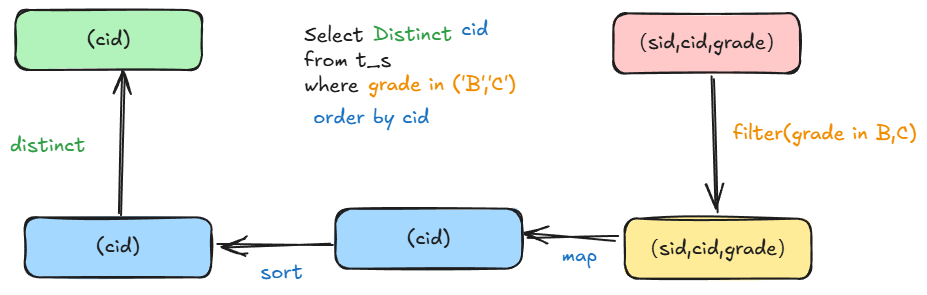 (cid)
Select Distinct cid
from t_s
where grade in ('B','C')
order by cid
(sid,cid,grade)
distinct
filter(grade in B,C)
(cid)
sort
(cid)
map
(sid,cid,grade)